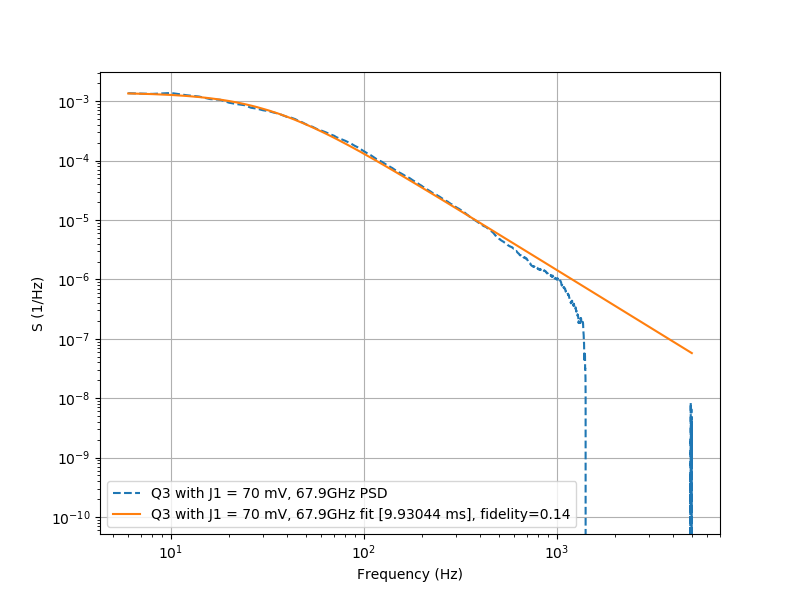 10⁻³
10⁻⁴
10⁻⁵
10⁻⁶
10⁻⁷
10⁻⁸
10⁻⁹
10⁻¹⁰
S (1/Hz)
Q3 with J1 = 70 mV, 67.9GHz PSD
Q3 with J1 = 70 mV, 67.9GHz fit [9.93044 ms], fidelity=0.14
10¹ 10² 10³
Frequency (Hz)